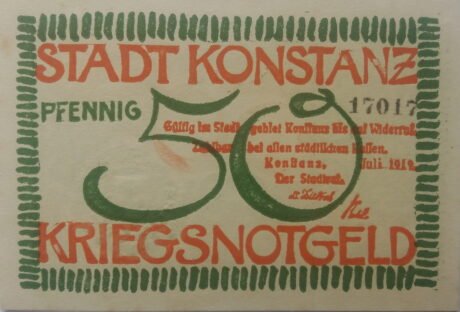 STADT KONSTANZ
PFENNIG 50 17017
Gültig im Stadtgebiet Konstanz bis auf Widerruf
Zahlbar bei allen städtischen Kassen.
Konstanz, Juli 1919
Der Stadtrat.
KRIEGSNOTGELD